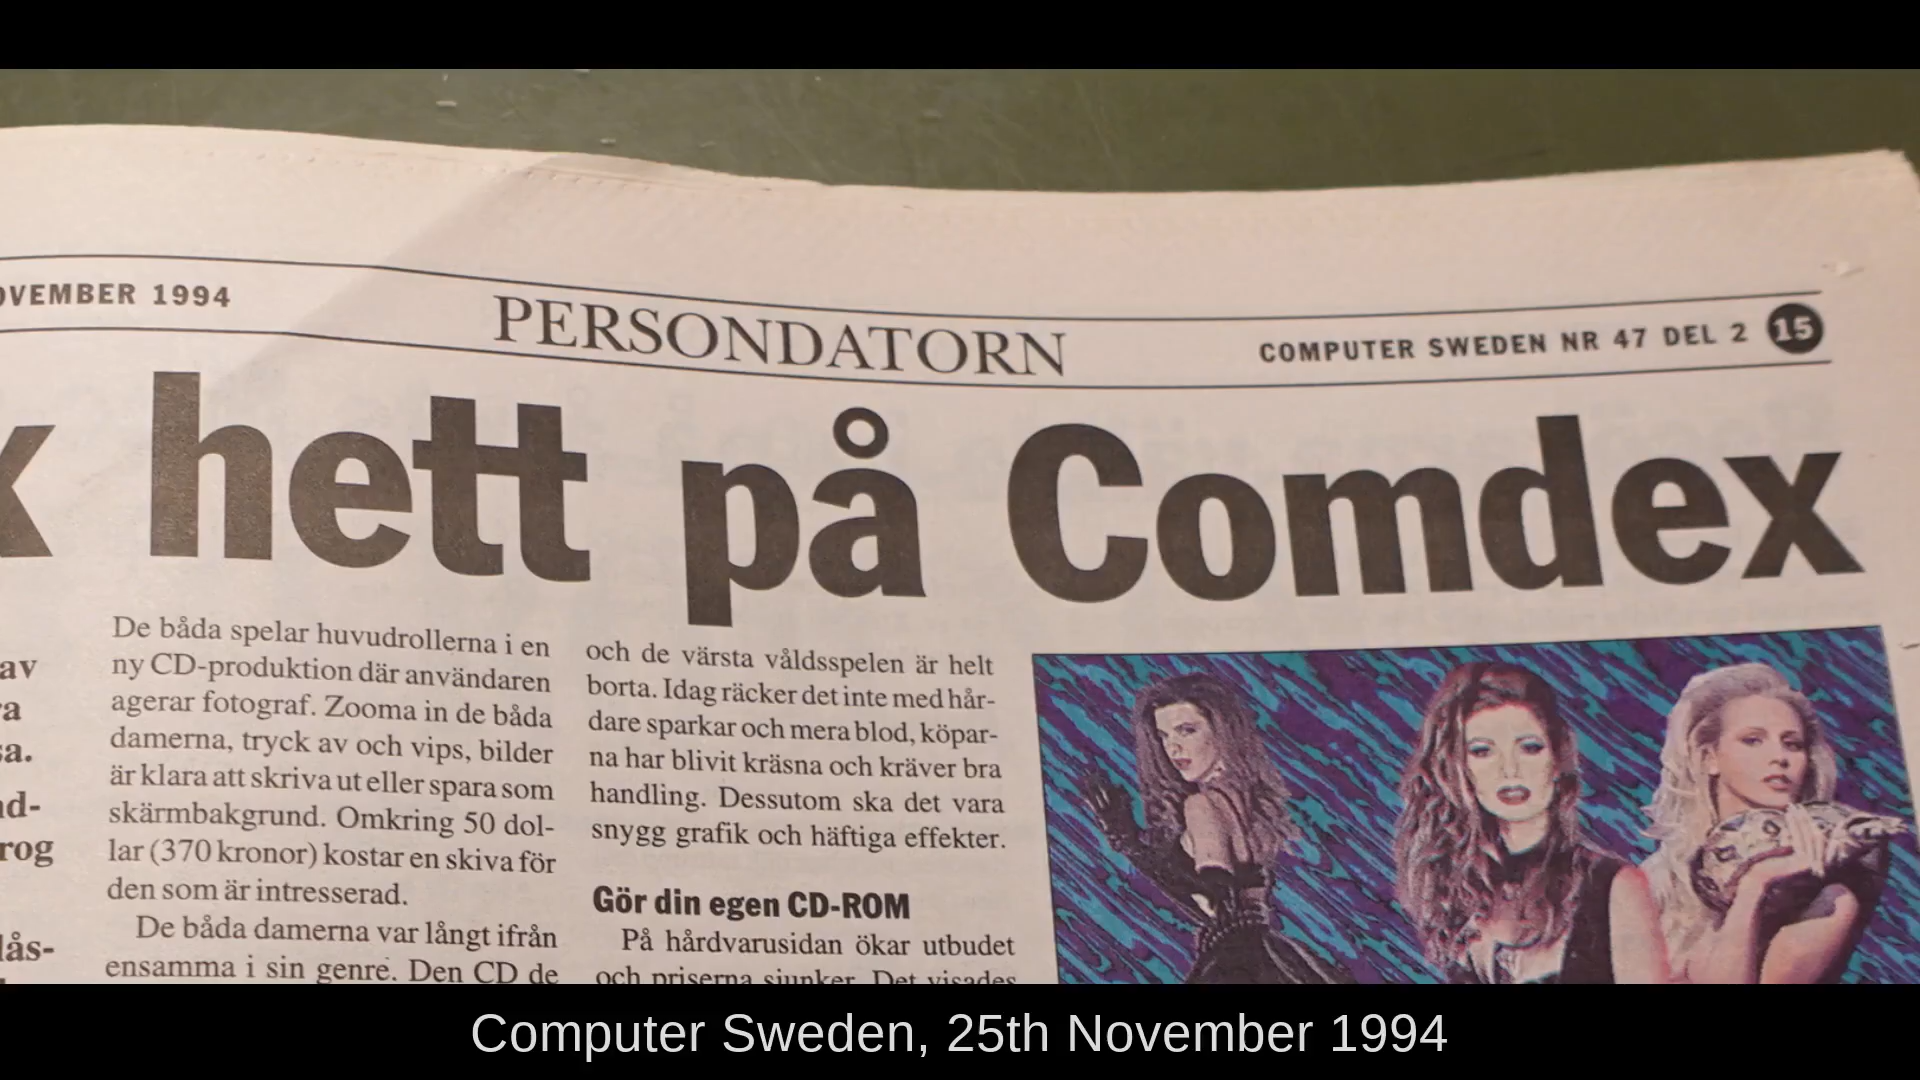 OVEMBER 1994
PERSONDATORN
COMPUTER SWEDEN NR 47 DEL 2 15
x hett på Comdex
av
ra
sa.
nd-
rog
lås-
De båda spelar huvudrollerna i en
ny CD-produktion där användaren
agerar fotograf. Zooma in de båda
damerna, tryck av och vips, bilder
är klara att skriva ut eller spara som
skärmbakgrund. Omkring 50 dol-
lar (370 kronor) kostar en skiva för
den som är intresserad.
De båda damerna var långt ifrån
ensamma i sin genre. Den CD de
och de värsta våldsspelen är helt
borta. Idag räcker det inte med hår-
dare sparkar och mera blod, köpar-
na har blivit kräsna och kräver bra
handling. Dessutom ska det vara
snygg grafik och häftiga effekter.
Gör din egen CD-ROM
På hårdvarusidan ökar utbudet
och priserna sjunker. Det visades
Computer Sweden, 25th November 1994